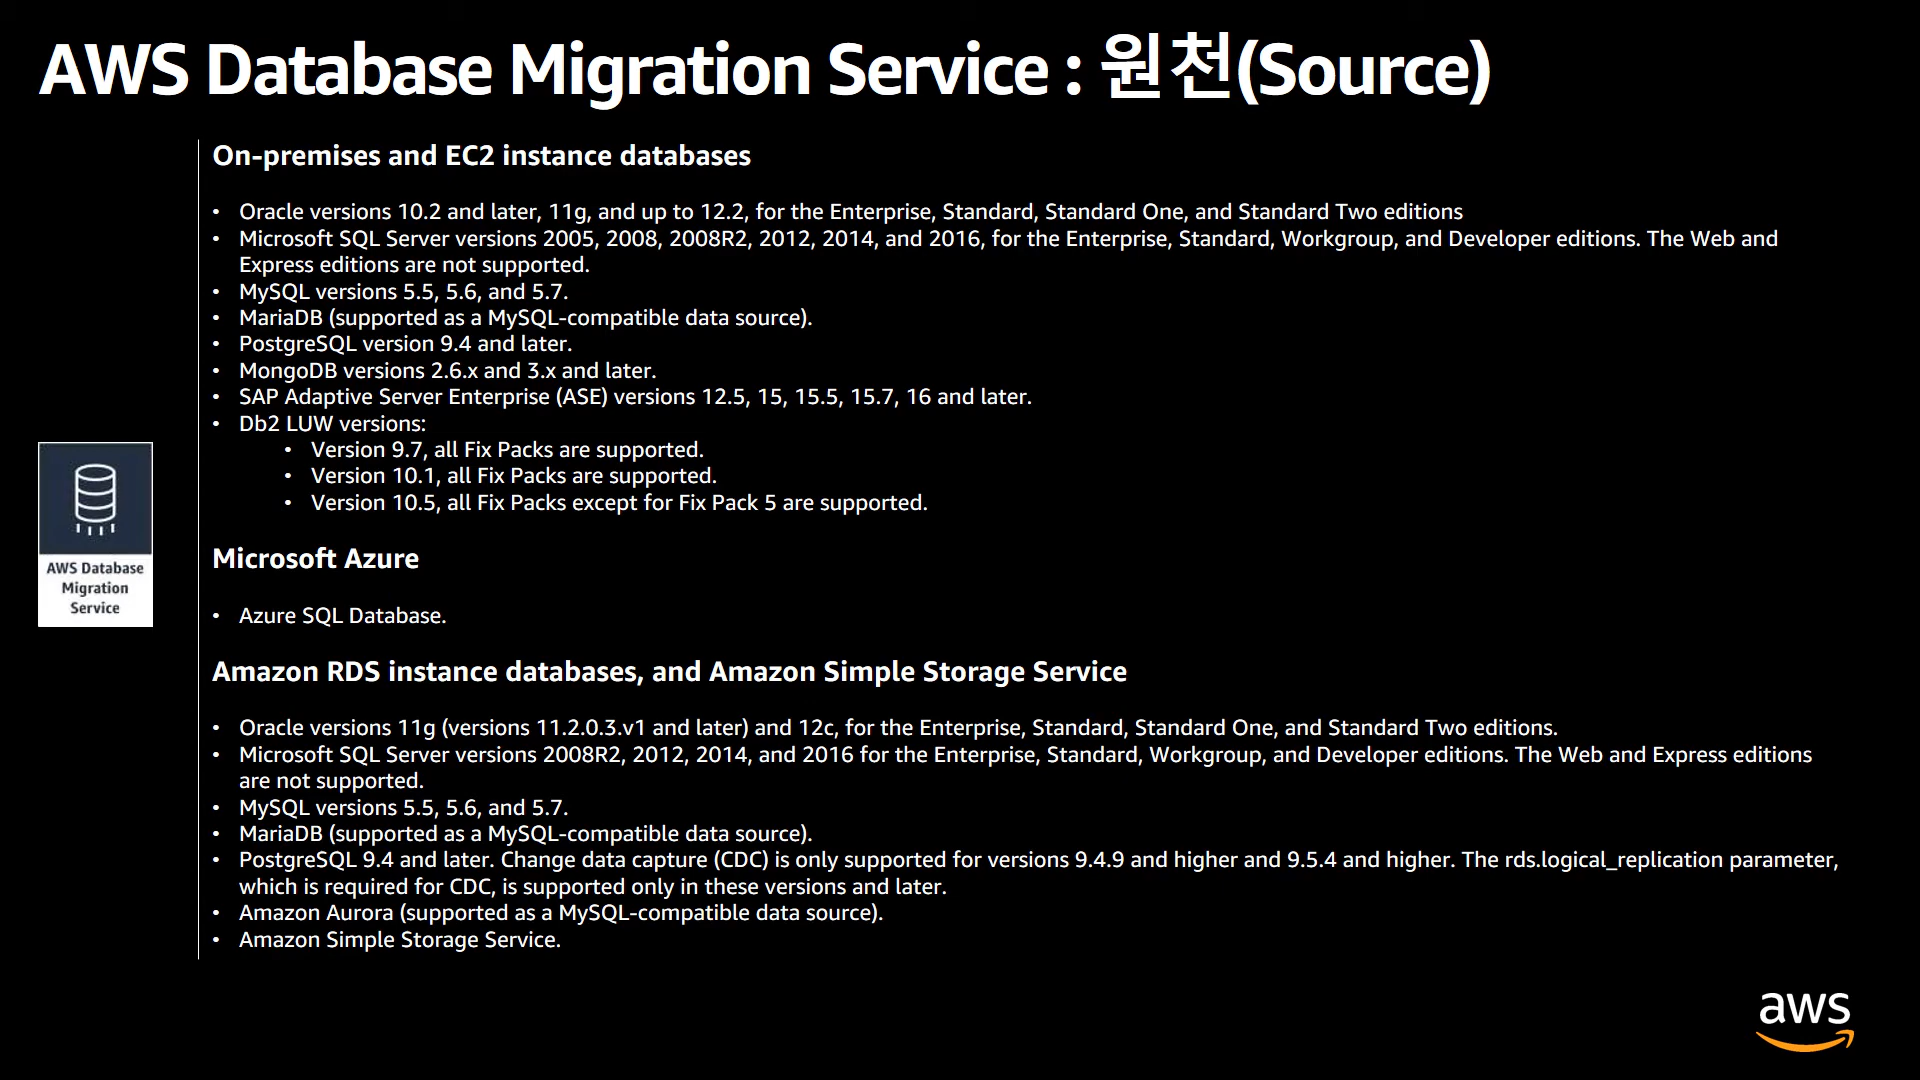 AWS Database Migration Service : 원천(Source)
On-premises and EC2 instance databases
• Oracle versions 10.2 and later, 11g, and up to 12.2, for the Enterprise, Standard, Standard One, and Standard Two editions
• Microsoft SQL Server versions 2005, 2008, 2008R2, 2012, 2014, and 2016, for the Enterprise, Standard, Workgroup, and Developer editions. The Web and
Express editions are not supported.
• MySQL versions 5.5, 5.6, and 5.7.
• MariaDB (supported as a MySQL-compatible data source).
• PostgreSQL version 9.4 and later.
• MongoDB versions 2.6.x and 3.x and later.
• SAP Adaptive Server Enterprise (ASE) versions 12.5, 15, 15.5, 15.7, 16 and later.
• Db2 LUW versions:
• Version 9.7, all Fix Packs are supported.
• Version 10.1, all Fix Packs are supported.
• Version 10.5, all Fix Packs except for Fix Pack 5 are supported.
AWS Database
Migration
Service
Microsoft Azure
• Azure SQL Database.
Amazon RDS instance databases, and Amazon Simple Storage Service
• Oracle versions 11g (versions 11.2.0.3.v1 and later) and 12c, for the Enterprise, Standard, Standard One, and Standard Two editions.
• Microsoft SQL Server versions 2008R2, 2012, 2014, and 2016 for the Enterprise, Standard, Workgroup, and Developer editions. The Web and Express editions
are not supported.
• MySQL versions 5.5, 5.6, and 5.7.
• MariaDB (supported as a MySQL-compatible data source).
• PostgreSQL 9.4 and later. Change data capture (CDC) is only supported for versions 9.4.9 and higher and 9.5.4 and higher. The rds.logical_replication parameter,
which is required for CDC, is supported only in these versions and later.
• Amazon Aurora (supported as a MySQL-compatible data source).
• Amazon Simple Storage Service.
aws